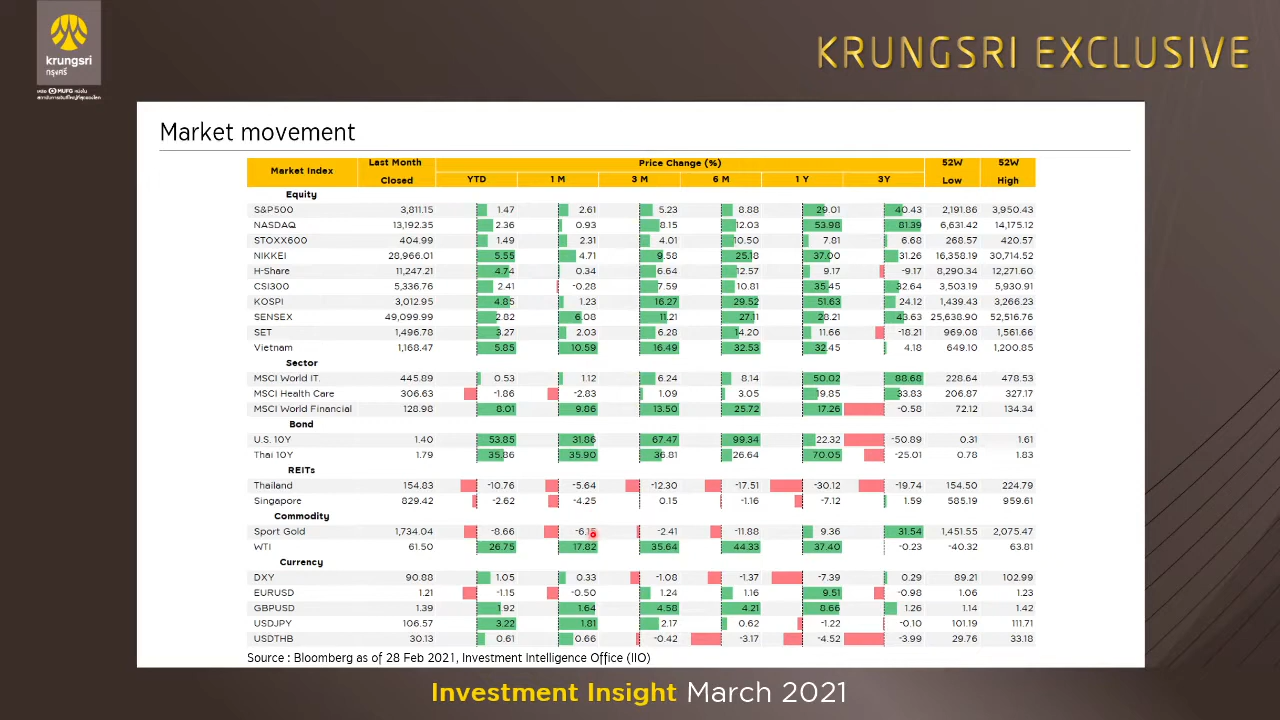 krungsri
กรุงศรี
KRUNGSRI EXCLUSIVE
Market movement
Market Index Last Month Closed Price Change (%) 52W Low 52W High
YTD 1 M 3 M 6 M 1 Y 3Y
Equity
S&P500 3,811.15 1.47 2.61 5.23 8.88 29.01 40.43 2,191.86 3,950.43
NASDAQ 13,192.35 2.36 0.93 8.15 12.03 53.98 81.39 6,631.42 14,175.12
STOXX600 404.99 1.49 2.31 4.01 10.50 7.81 6.68 268.57 420.57
NIKKEI 28,966.01 5.55 4.71 9.58 25.18 37.00 31.26 16,358.19 30,714.52
H-Share 11,247.21 4.74 0.34 6.64 12.57 9.17 -9.17 8,290.34 12,271.60
CSI300 5,336.76 2.41 -0.28 7.59 10.81 35.45 32.64 3,503.19 5,930.91
KOSPI 3,012.95 4.85 1.23 16.27 29.52 51.63 24.12 1,439.43 3,266.23
SENSEX 49,099.99 2.82 6.08 11.21 27.11 28.21 43.63 25,638.90 52,516.76
SET 1,496.78 3.27 2.03 6.28 14.20 11.66 -18.21 969.08 1,561.66
Vietnam 1,168.47 5.85 10.59 16.49 32.53 32.45 4.18 649.10 1,200.85
Sector
MSCI World IT. 445.89 0.53 1.12 6.24 8.14 50.02 88.68 228.64 478.53
MSCI Health Care 306.63 -1.86 -2.83 1.09 3.05 19.85 33.83 206.87 327.17
MSCI World Financial 128.98 8.01 9.86 13.50 25.72 17.26 -0.58 72.12 134.34
Bond
U.S. 10Y 1.40 53.85 31.86 67.47 99.34 22.32 -50.89 0.31 1.61
Thai 10Y 1.79 35.86 35.90 36.81 26.64 70.05 -25.01 0.78 1.83
REITs
Thailand 154.83 -10.76 -5.64 -12.30 -17.51 -30.12 -19.74 154.50 224.79
Singapore 829.42 -2.62 -4.25 0.15 -1.16 -7.12 1.59 585.19 959.61
Commodity
Sport Gold 1,734.04 -8.66 -6.15 -2.41 -11.88 9.36 31.54 1,451.55 2,075.47
WTI 61.50 26.75 17.82 35.64 44.33 37.40 -0.23 -40.32 63.81
Currency
DXY 90.88 1.05 0.33 -1.08 -1.37 -7.39 0.29 89.21 102.99
EURUSD 1.21 -1.15 -0.50 1.24 1.16 9.51 -0.98 1.06 1.23
GBPUSD 1.39 1.92 1.64 4.58 4.21 8.66 1.26 1.14 1.42
USDJPY 106.57 3.22 1.81 2.17 0.62 -1.22 -0.10 101.19 111.71
USDTHB 30.13 0.61 0.66 -0.42 -3.17 -4.52 -3.99 29.76 33.18
Source : Bloomberg as of 28 Feb 2021, Investment Intelligence Office (IIO)
Investment Insight March 2021